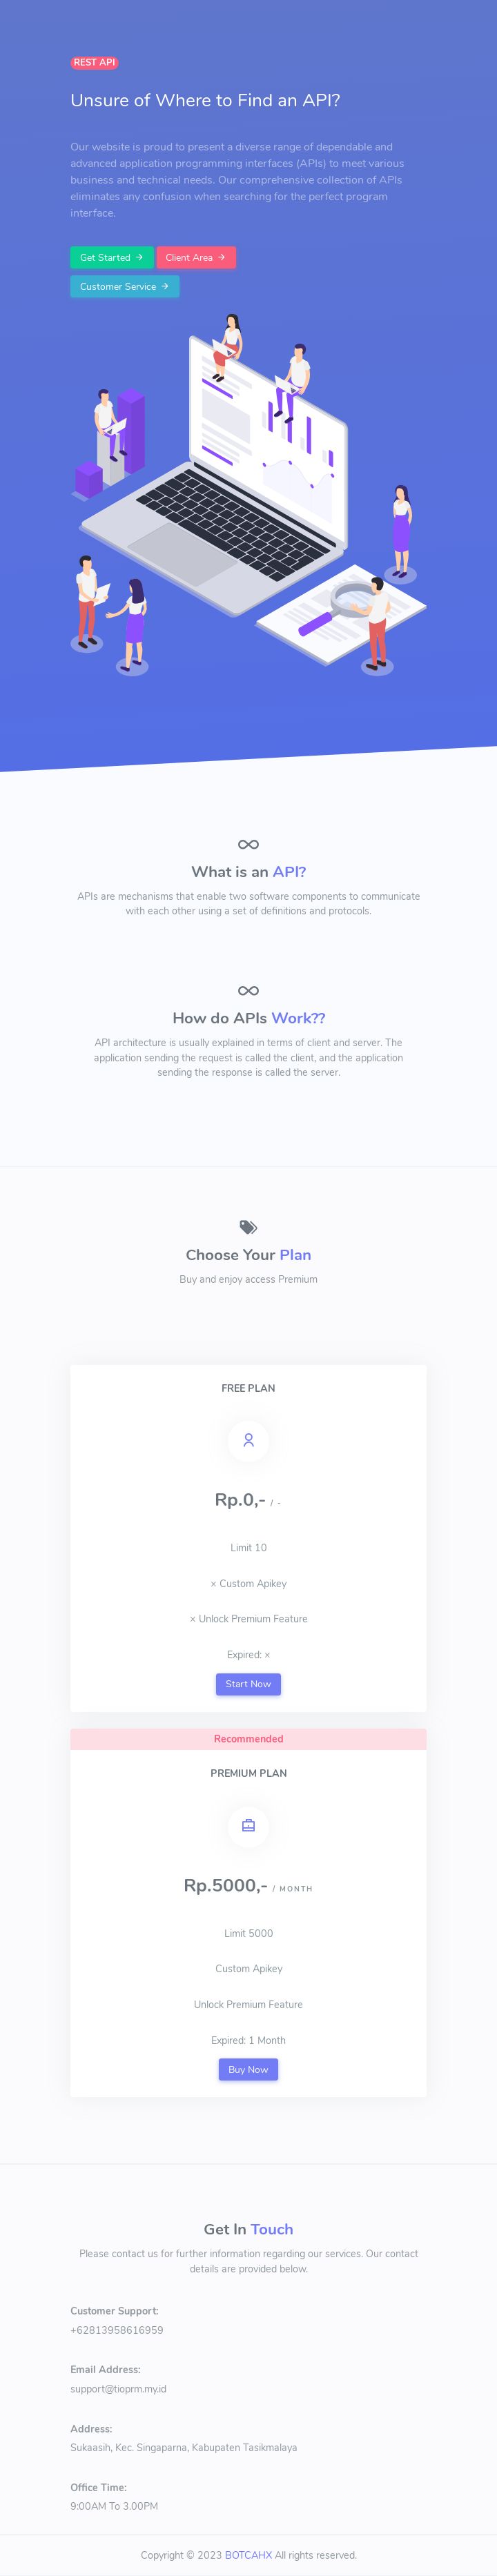 REST API
Unsure of Where to Find an API?
Our website is proud to present a diverse range of dependable and
advanced application programming interfaces (APIs) to meet various
business and technical needs. Our comprehensive collection of APIs
eliminates any confusion when searching for the perfect program
interface.
Get Started → Client Area →
Customer Service →
What is an API?
APIs are mechanisms that enable two software components to communicate
with each other using a set of definitions and protocols.
How do APIs Work??
API architecture is usually explained in terms of client and server. The
application sending the request is called the client, and the application
sending the response is called the server.
Choose Your Plan
Buy and enjoy access Premium
FREE PLAN
Rp.0,- / -
Limit 10
× Custom Apikey
× Unlock Premium Feature
Expired: ×
Start Now
Recommended
PREMIUM PLAN
Rp.5000,- / MONTH
Limit 5000
Custom Apikey
Unlock Premium Feature
Expired: 1 Month
Buy Now
Get In Touch
Please contact us for further information regarding our services. Our contact
details are provided below.
Customer Support:
+62813958616959
Email Address:
support@tioprm.my.id
Address:
Sukaasih, Kec. Singaparna, Kabupaten Tasikmalaya
Office Time:
9:00AM To 3.00PM
Copyright © 2023 BOTCAHX All rights reserved.